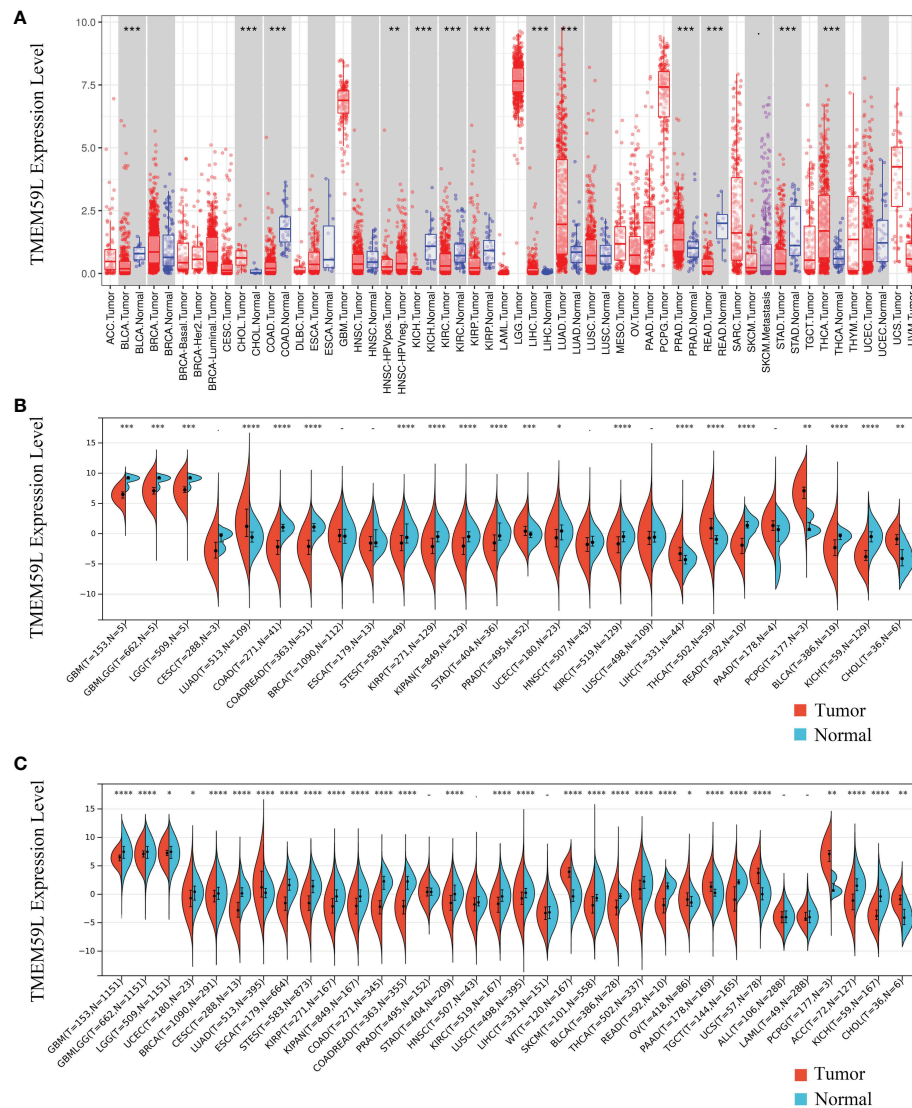 A
TMEM59L Expression Level
10.0
7.5
5.0
2.5
0.0
*** *** *** ** *** *** *** *** *** *** *** . *** ***
ACC.Tumor
BLCA.Tumor
BLCA.Normal
BRCA.Tumor
BRCA.Normal
BRCA-Basal.Tumor
BRCA-Her2.Tumor
BRCA-Luminal.Tumor
CESC.Tumor
CHOL.Tumor
CHOL.Normal
COAD.Tumor
COAD.Normal
DLBC.Tumor
ESCA.Tumor
ESCA.Normal
GBM.Tumor
HNSC.Tumor
HNSC.Normal
HNSC-HPVpos.Tumor
HNSC-HPVneg.Tumor
KICH.Tumor
KICH.Normal
KIRC.Tumor
KIRC.Normal
KIRP.Tumor
KIRP.Normal
LAML.Tumor
LGG.Tumor
LIHC.Tumor
LIHC.Normal
LUAD.Tumor
LUAD.Normal
LUSC.Tumor
LUSC.Normal
MESO.Tumor
OV.Tumor
PAAD.Tumor
PCPG.Tumor
PRAD.Tumor
PRAD.Normal
READ.Tumor
READ.Normal
SARC.Tumor
SKCM.Tumor
SKCM.Metastasis
STAD.Tumor
STAD.Normal
TGCT.Tumor
THCA.Tumor
THCA.Normal
THYM.Tumor
UCEC.Tumor
UCEC.Normal
UCS.Tumor
UVM.Tumor
B
TMEM59L Expression Level
15
10
5
0
−5
−10
*** *** *** - **** **** **** - - **** **** **** **** *** * - **** - **** **** **** - ** **** **** **
GBM(T=153,N=5)
GBMLGG(T=662,N=5)
LGG(T=509,N=5)
CESC(T=288,N=3)
LUAD(T=513,N=109)
COAD(T=271,N=41)
COADREAD(T=363,N=51)
BRCA(T=1090,N=112)
ESCA(T=179,N=13)
STES(T=583,N=49)
KIRP(T=271,N=129)
KIPAN(T=849,N=129)
STAD(T=404,N=36)
PRAD(T=495,N=52)
UCEC(T=180,N=23)
HNSC(T=507,N=43)
KIRC(T=519,N=129)
LUSC(T=498,N=109)
LIHC(T=331,N=44)
THCA(T=502,N=59)
READ(T=92,N=10)
PAAD(T=178,N=4)
PCPG(T=177,N=3)
BLCA(T=386,N=19)
KICH(T=59,N=129)
CHOL(T=36,N=6)
Tumor
Normal
C
TMEM59L Expression Level
15
10
5
0
−5
−10
**** **** * * **** **** **** **** **** **** **** **** **** - **** . **** **** - **** **** **** **** **** * **** **** **** - - ** **** **** **
GBM(T=153,N=1151)
GBMLGG(T=662,N=1151)
LGG(T=509,N=1151)
UCEC(T=180,N=23)
BRCA(T=1090,N=291)
CESC(T=288,N=13)
LUAD(T=513,N=395)
ESCA(T=179,N=664)
STES(T=583,N=873)
KIRP(T=271,N=167)
KIPAN(T=849,N=167)
COAD(T=271,N=345)
COADREAD(T=363,N=355)
PRAD(T=495,N=152)
STAD(T=404,N=209)
HNSC(T=507,N=43)
KIRC(T=519,N=167)
LUSC(T=498,N=395)
LIHC(T=331,N=151)
WT(T=120,N=167)
SKCM(T=101,N=558)
BLCA(T=386,N=28)
THCA(T=502,N=337)
READ(T=92,N=10)
OV(T=418,N=86)
PAAD(T=178,N=169)
TGCT(T=144,N=165)
UCS(T=57,N=78)
ALL(T=106,N=288)
LAML(T=49,N=288)
PCPG(T=177,N=3)
ACC(T=72,N=127)
KICH(T=59,N=167)
CHOL(T=36,N=6)
Tumor
Normal